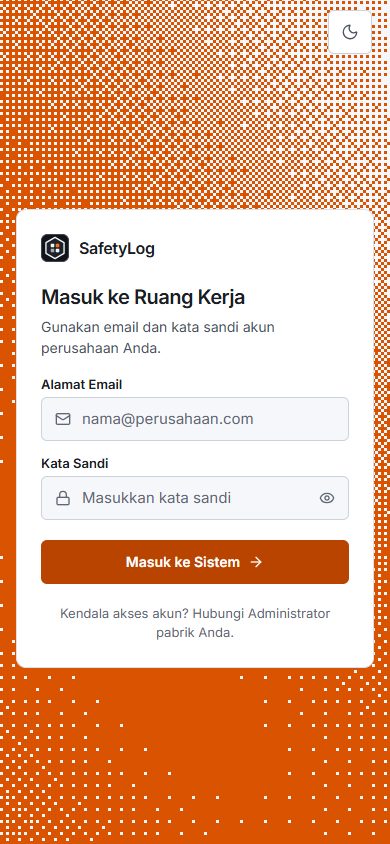 SafetyLog
Masuk ke Ruang Kerja
Gunakan email dan kata sandi akun
perusahaan Anda.
Alamat Email
nama@perusahaan.com
Kata Sandi
Masukkan kata sandi
Masuk ke Sistem →
Kendala akses akun? Hubungi Administrator
pabrik Anda.